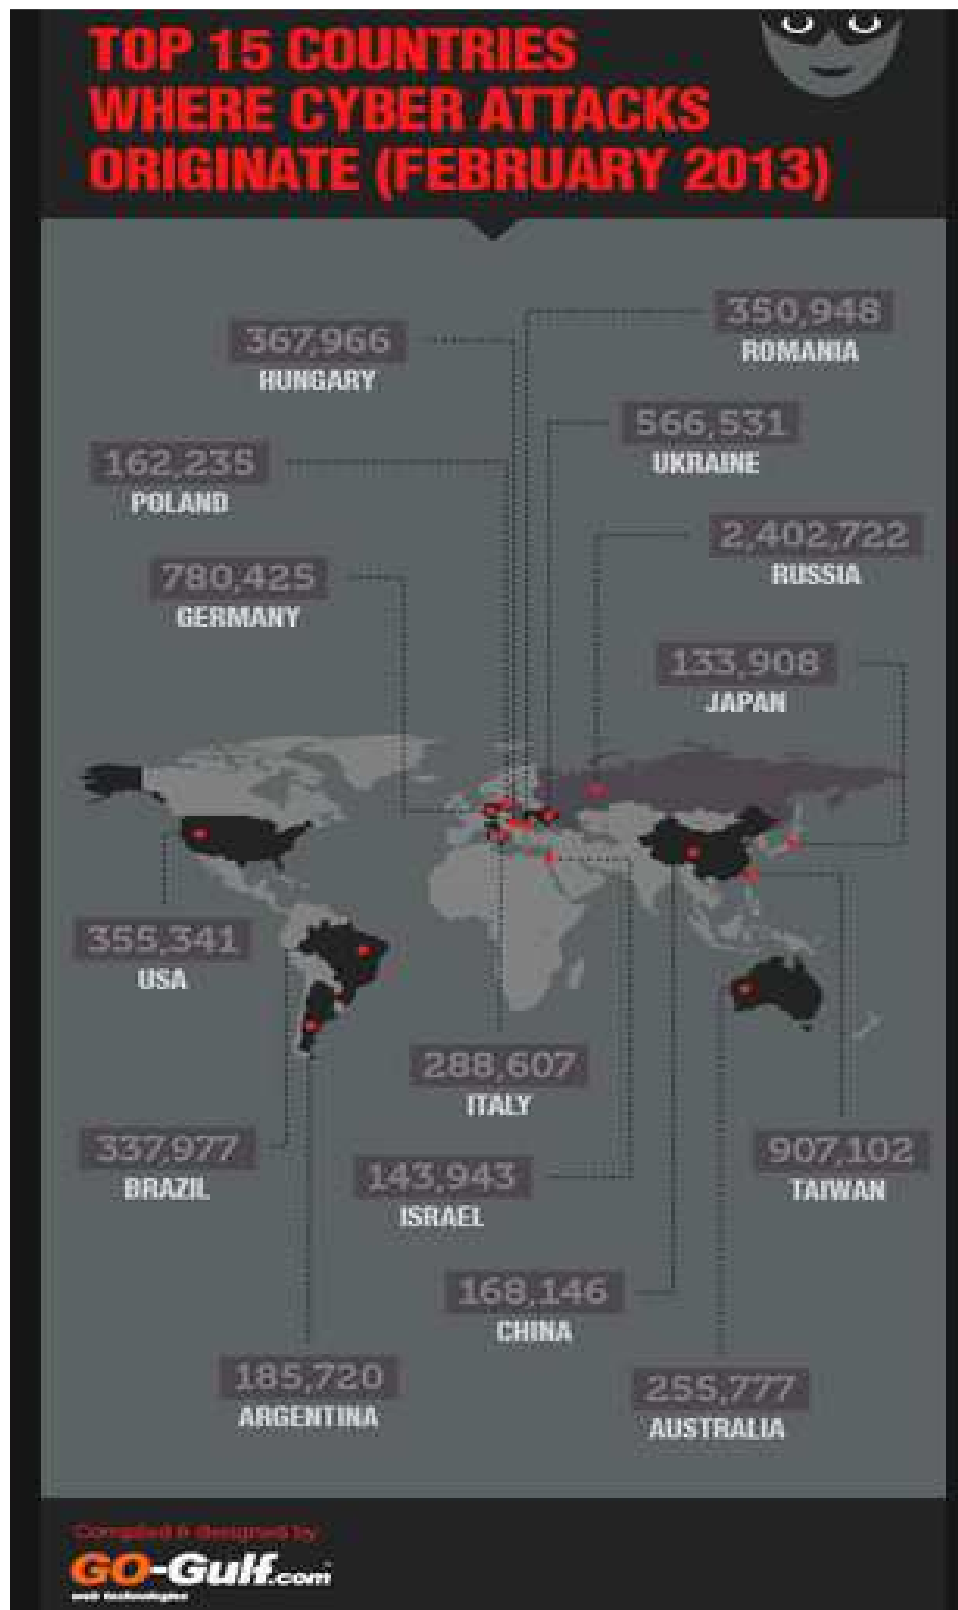 TOP 15 COUNTRIES
WHERE CYBER ATTACKS
ORIGINATE (FEBRUARY 2013)
350,948
ROMANIA
367,966
HUNGARY
566,531
UKRAINE
162,235
POLAND
2,402,722
RUSSIA
780,425
GERMANY
133,908
JAPAN
355,341
USA
288,607
ITALY
337,977
BRAZIL
907,102
TAIWAN
143,943
ISRAEL
168,146
CHINA
185,720
ARGENTINA
255,777
AUSTRALIA
Compiled & designed by
GO-Gulf.com
web technologies